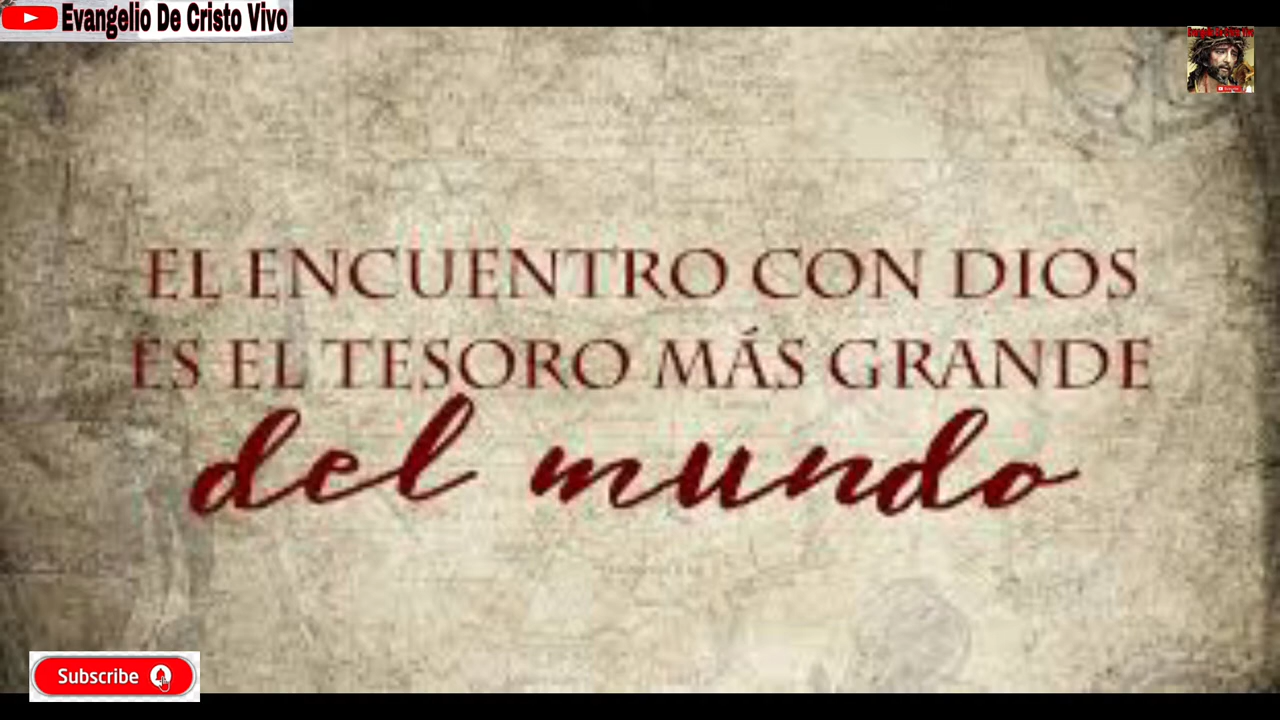 Evangelio De Cristo Vivo
EL ENCUENTRO CON DIOS
ES EL TESORO MÁS GRANDE
del mundo
Subscribe